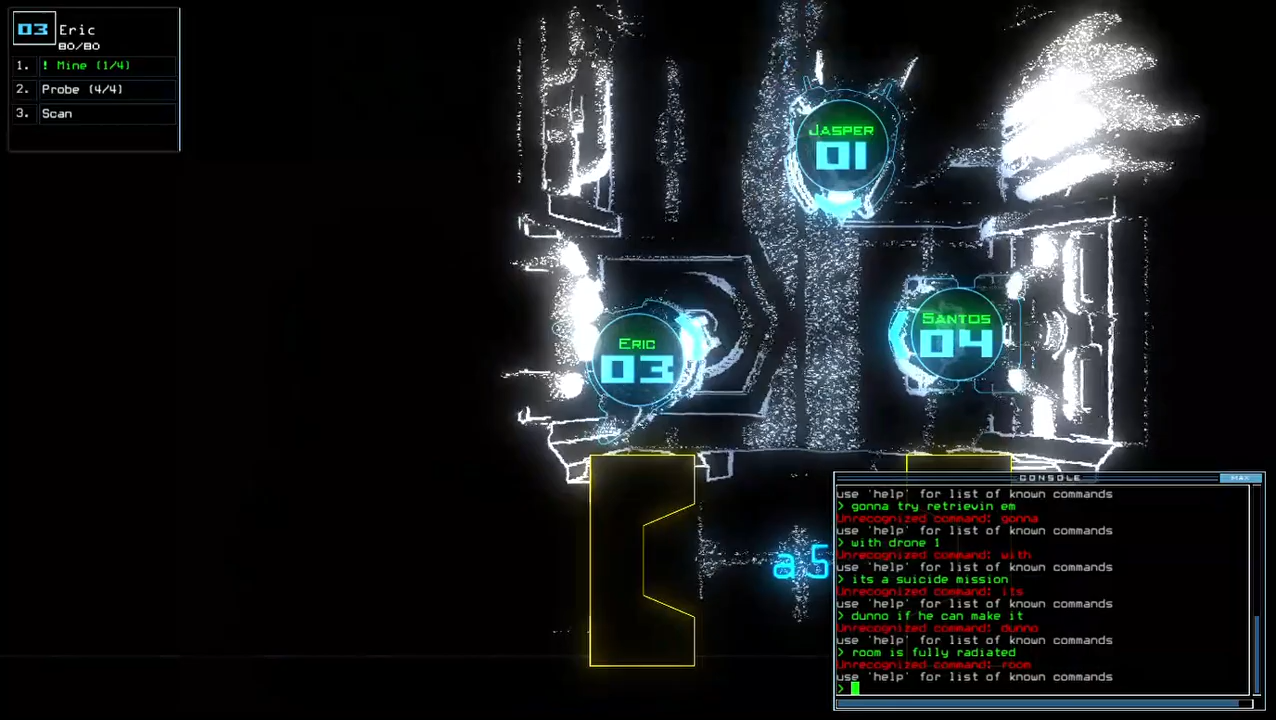 03 Eric
80/80
1. ! Mine (1/4)
2. Probe (4/4)
3. Scan
JASPER
01
ERIC
03
SANTOS
04
a5
CONSOLE
MAX
use 'help' for list of known commands
> gonna try retrievin em
Unrecognized command: gonna
use 'help' for list of known commands
> with drone 1
Unrecognized command: with
use 'help' for list of known commands
> its a suicide mission
Unrecognized command: its
use 'help' for list of known commands
> dunno if he can make it
Unrecognized command: dunno
use 'help' for list of known commands
> room is fully radiated
Unrecognized command: room
use 'help' for list of known commands
>